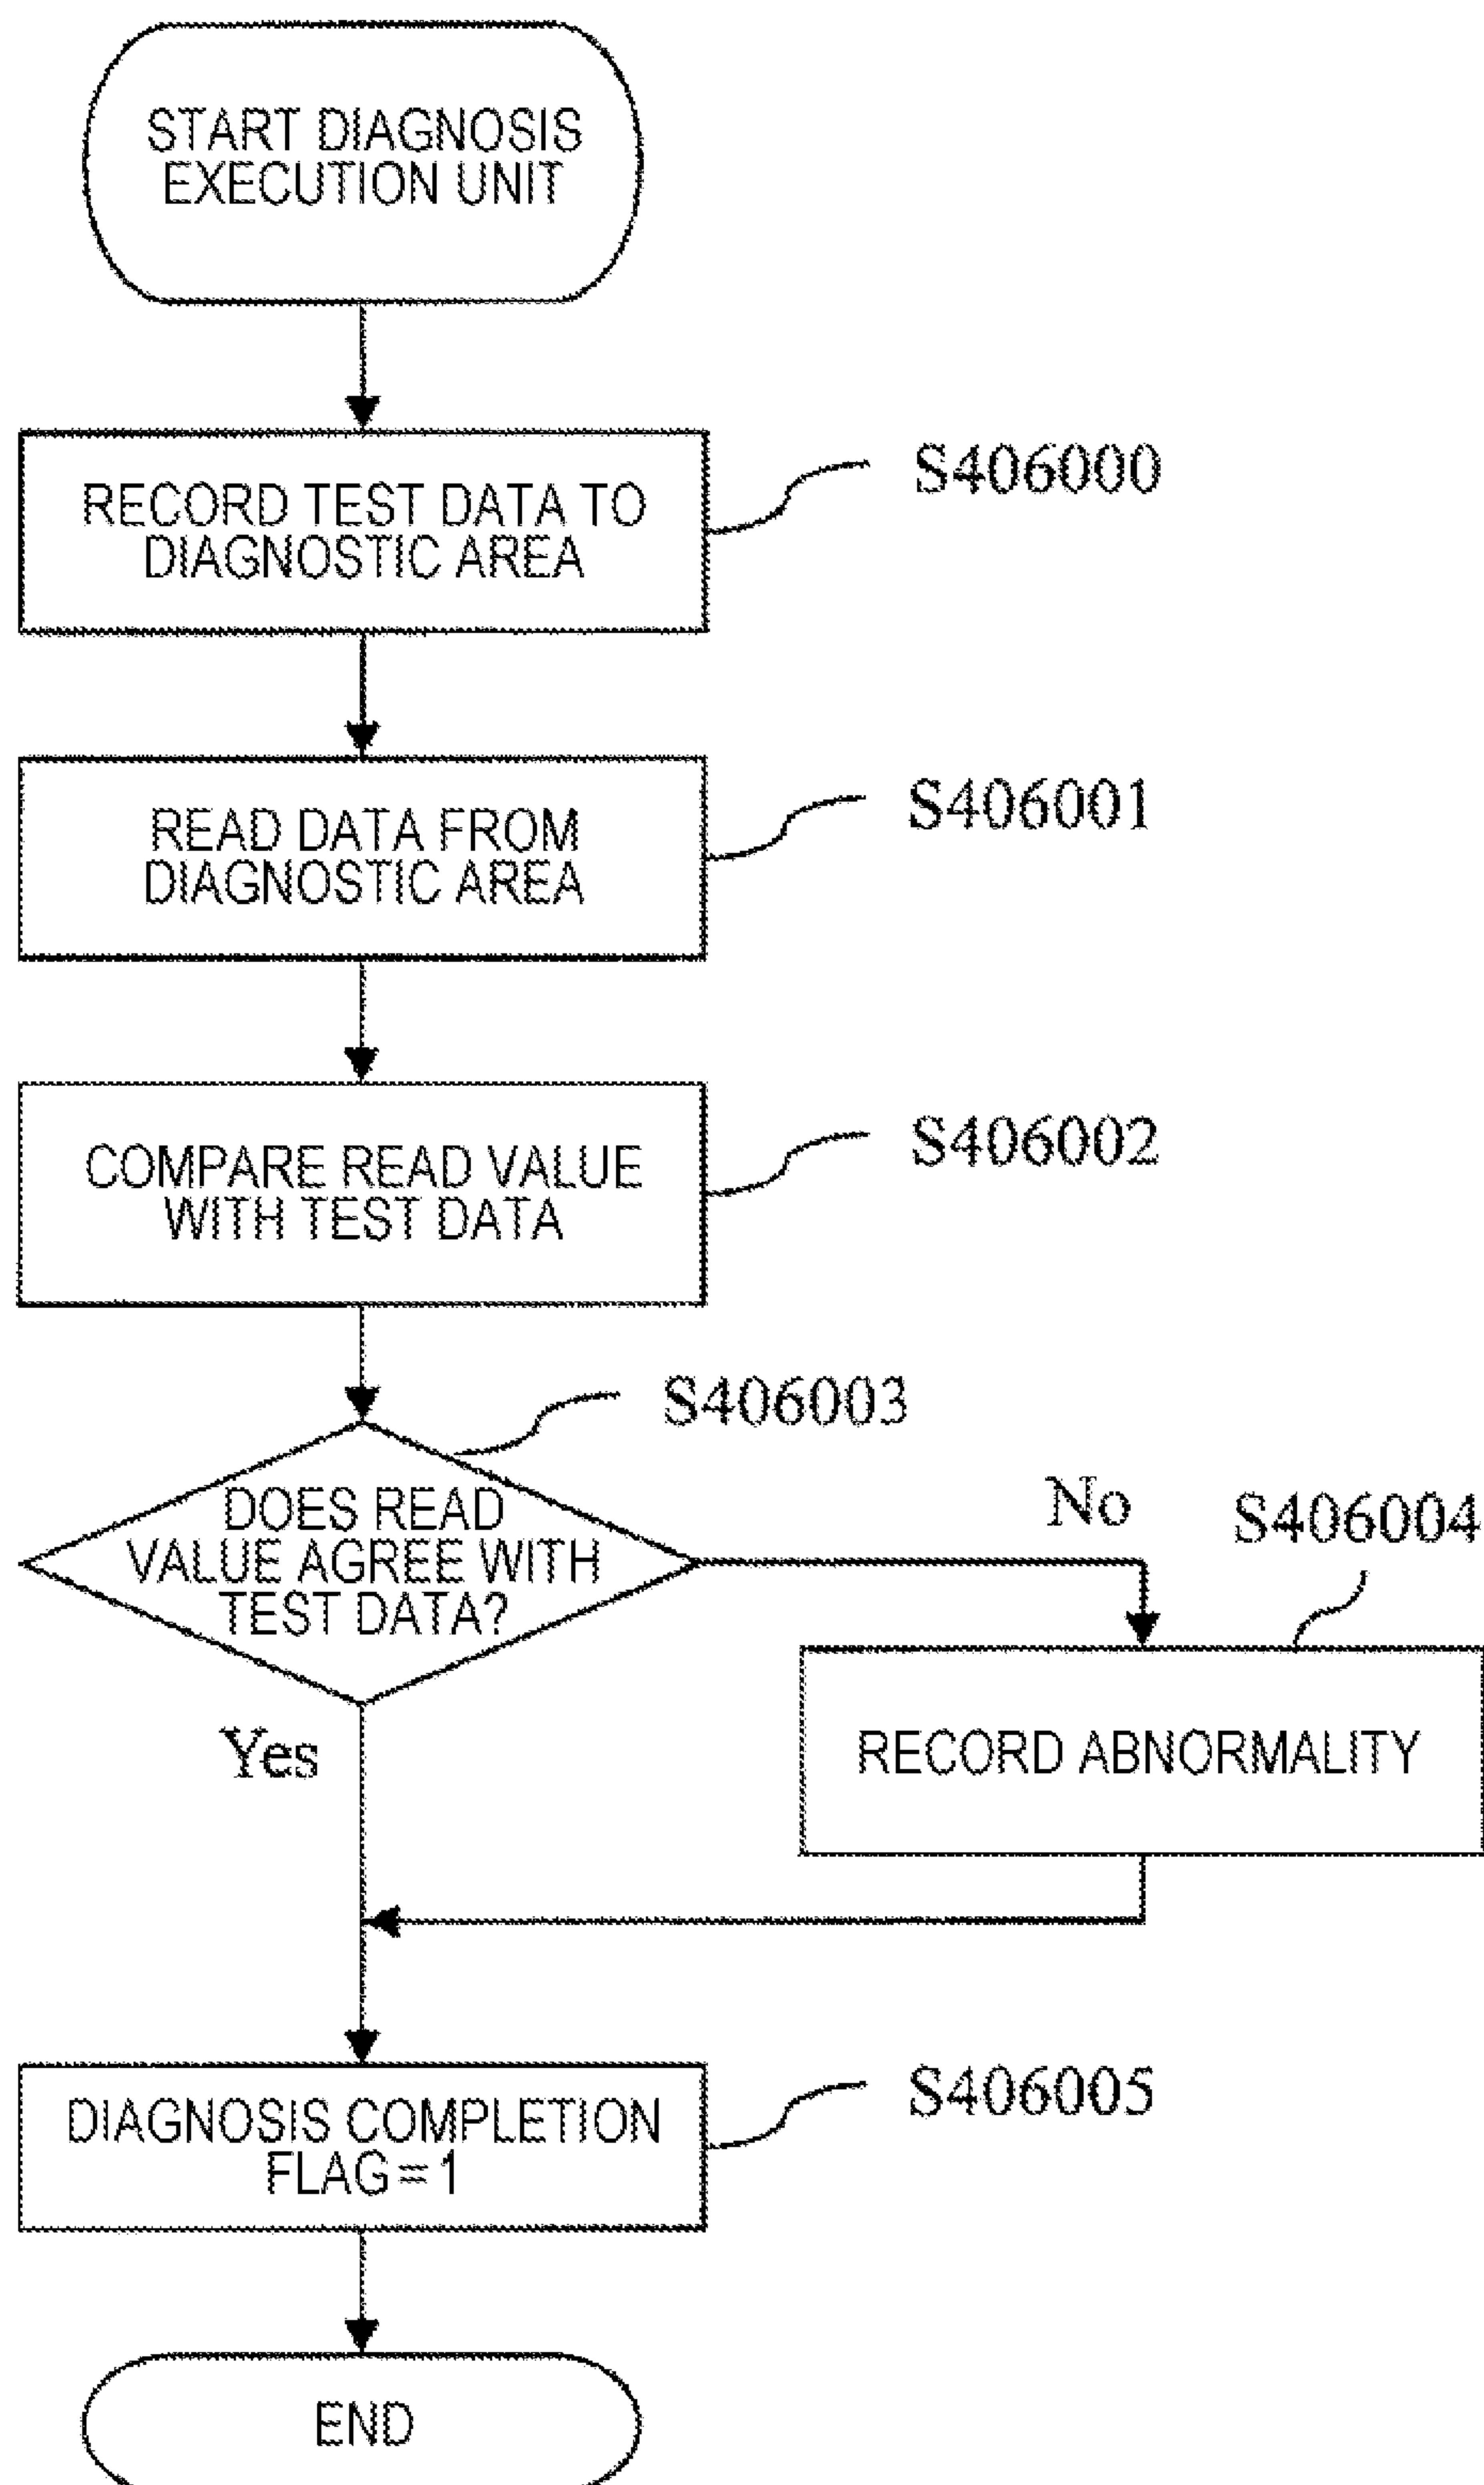 START DIAGNOSIS
EXECUTION UNIT
RECORD TEST DATA TO
DIAGNOSTIC AREA
S406000
READ DATA FROM
DIAGNOSTIC AREA
S406001
COMPARE READ VALUE
WITH TEST DATA
S406002
S406003
DOES READ
VALUE AGREE WITH
TEST DATA?
No
S406004
RECORD ABNORMALITY
Yes
DIAGNOSIS COMPLETION
FLAG=1
S406005
END